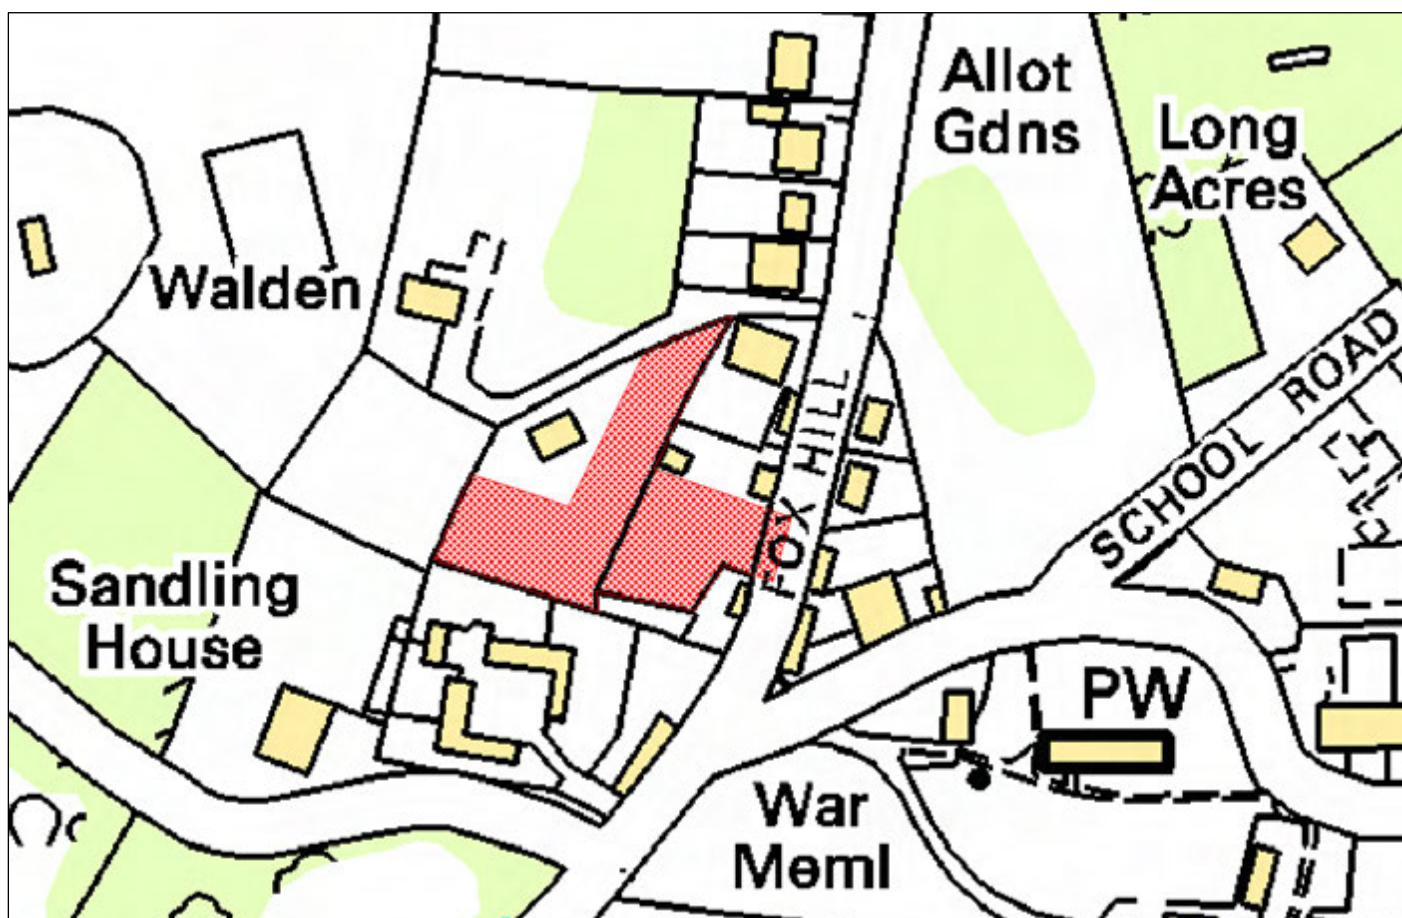 Allot
Gdns
Long
Acres
Walden
FOX HILL
SCHOOL ROAD
Sandling
House
PW
War
Meml